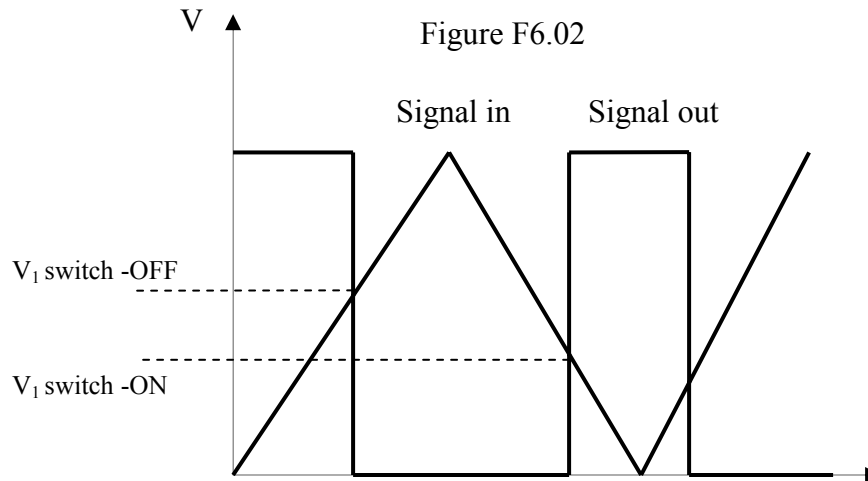 V
Figure F6.02
Signal in Signal out
V₁ switch -OFF
V₁ switch -ON